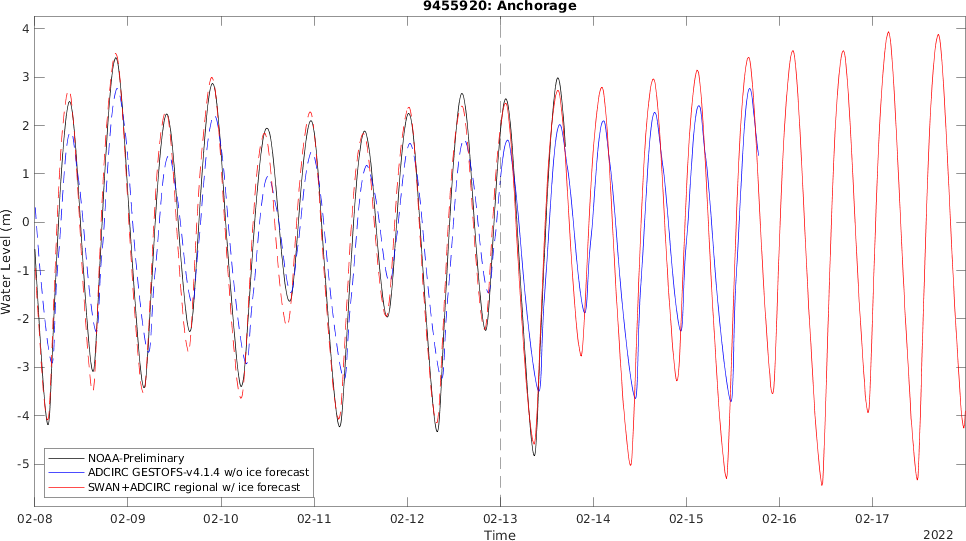 9455920: Anchorage
4
3
2
1
0
-1
-2
-3
-4
-5
Water Level (m)
NOAA-Preliminary
ADCIRC GESTOFS-v4.1.4 w/o ice forecast
SWAN+ADCIRC regional w/ ice forecast
02-08 02-09 02-10 02-11 02-12 02-13 02-14 02-15 02-16 02-17
Time
2022